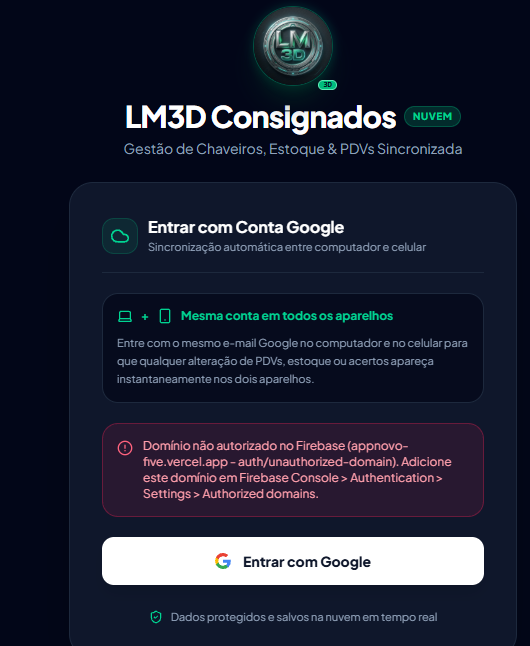 LM
3D
3D
LM3D Consignados NUVEM
Gestão de Chaveiros, Estoque & PDVs Sincronizada
Entrar com Conta Google
Sincronização automática entre computador e celular
+ Mesma conta em todos os aparelhos
Entre com o mesmo e-mail Google no computador e no celular para
que qualquer alteração de PDVs, estoque ou acertos apareça
instantaneamente nos dois aparelhos.
Domínio não autorizado no Firebase (appnovo-
five.vercel.app - auth/unauthorized-domain). Adicione
este domínio em Firebase Console > Authentication >
Settings > Authorized domains.
Entrar com Google
Dados protegidos e salvos na nuvem em tempo real